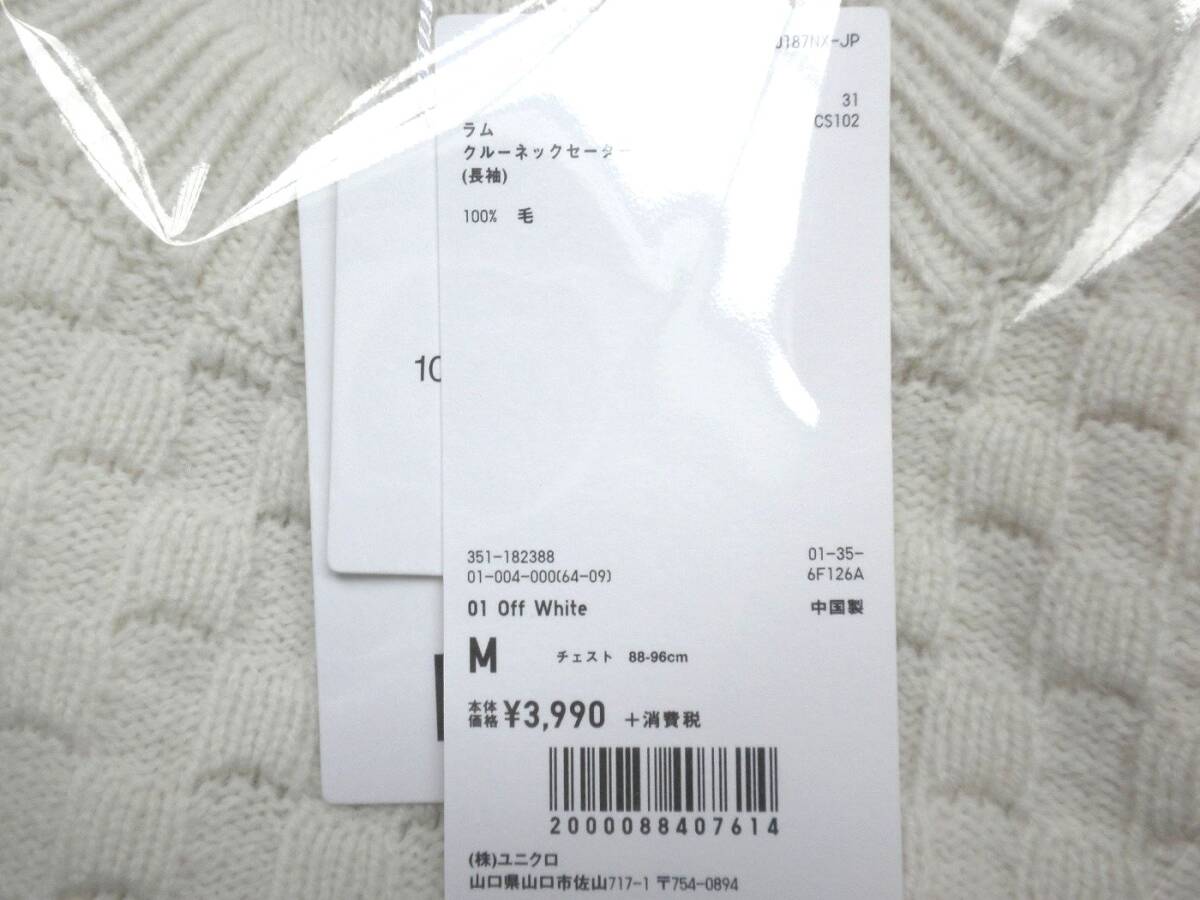 J187NX-JP
31
CS102
ラム
クルーネックセーター
(長袖)
100% 毛
10
351-182388
01-35-
01-004-000(64-09)
6F126A
01 Off White
中国製
M チェスト 88-96cm
本体価格 ¥3,990 +消費税
2000088407614
(株)ユニクロ
山口県山口市佐山717-1 〒754-0894